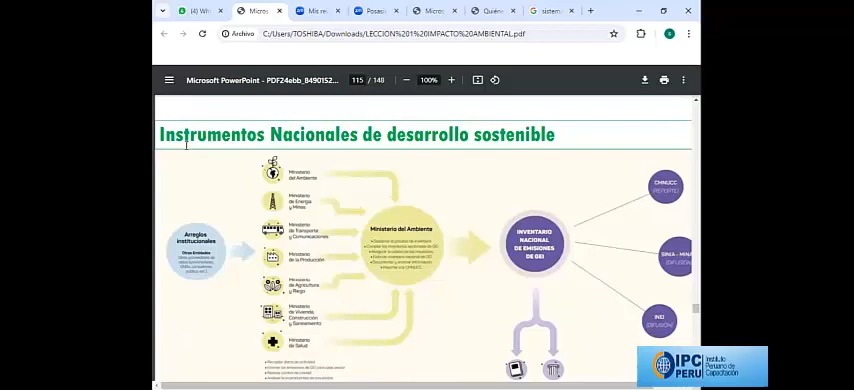 (4) Wh
Micros
Mis re
Posas
Micros
Quién
sistem
Archivo
C:/Users/TOSHIBA/Downloads/LECCION%201%20IMPACTO%20AMBIENTAL.pdf
Microsoft PowerPoint - PDF24ebb_8490152...
115 / 148
100%
Instrumentos Nacionales de desarrollo sostenible
Arreglos
institucionales
Otras Entidades
Ministerio
del Ambiente
Ministerio
de Energía
y Minas
Ministerio
de Transporte
y Comunicaciones
Ministerio
de la Producción
Ministerio
de Agricultura
y Riego
Ministerio
de Vivienda,
Construcción
y Saneamiento
Ministerio
de Salud
Ministerio del Ambiente
INVENTARIO
NACIONAL
DE EMISIONES
DE GEI
CMNUCC
(REPORTE)
SINIA - MINA
(DIFUSIÓN)
INEI
(DIFUSIÓN)
IPC
PERU
Instituto
Peruano de
Capacitación